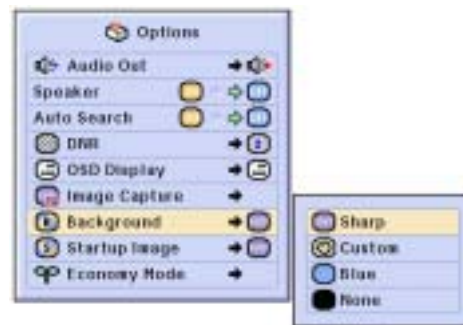 Options
Audio Out
Speaker
Auto Search
DNR
OSD Display
Image Capture
Background
Startup Image
Economy Mode
Sharp
Custom
Blue
None